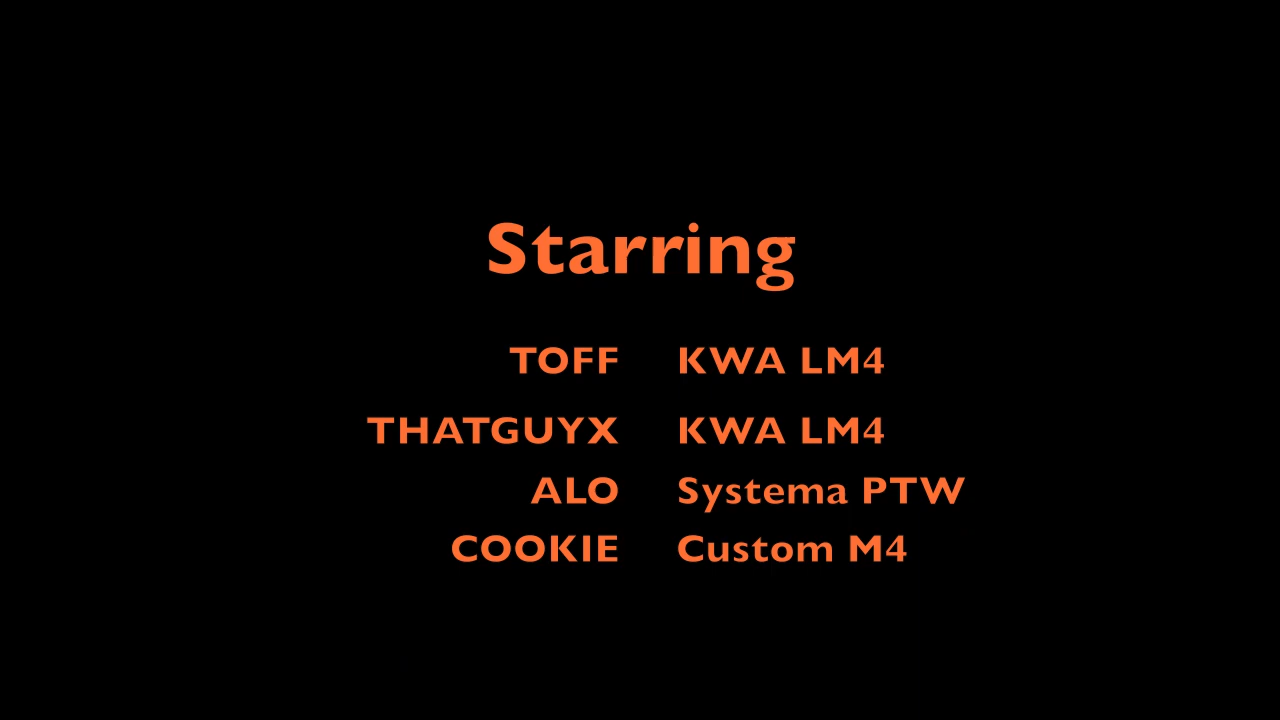 Starring
TOFF KWA LM4
THATGUYX KWA LM4
ALO Systema PTW
COOKIE Custom M4